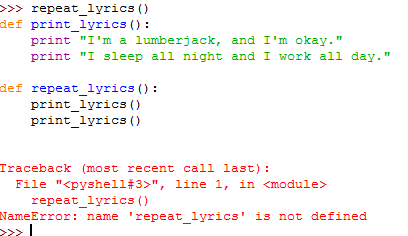 >>> repeat_lyrics()
def print_lyrics():
    print "I'm a lumberjack, and I'm okay."
    print "I sleep all night and I work all day."

def repeat_lyrics():
    print_lyrics()
    print_lyrics()


Traceback (most recent call last):
  File "<pyshell#3>", line 1, in <module>
    repeat_lyrics()
NameError: name 'repeat_lyrics' is not defined
>>>